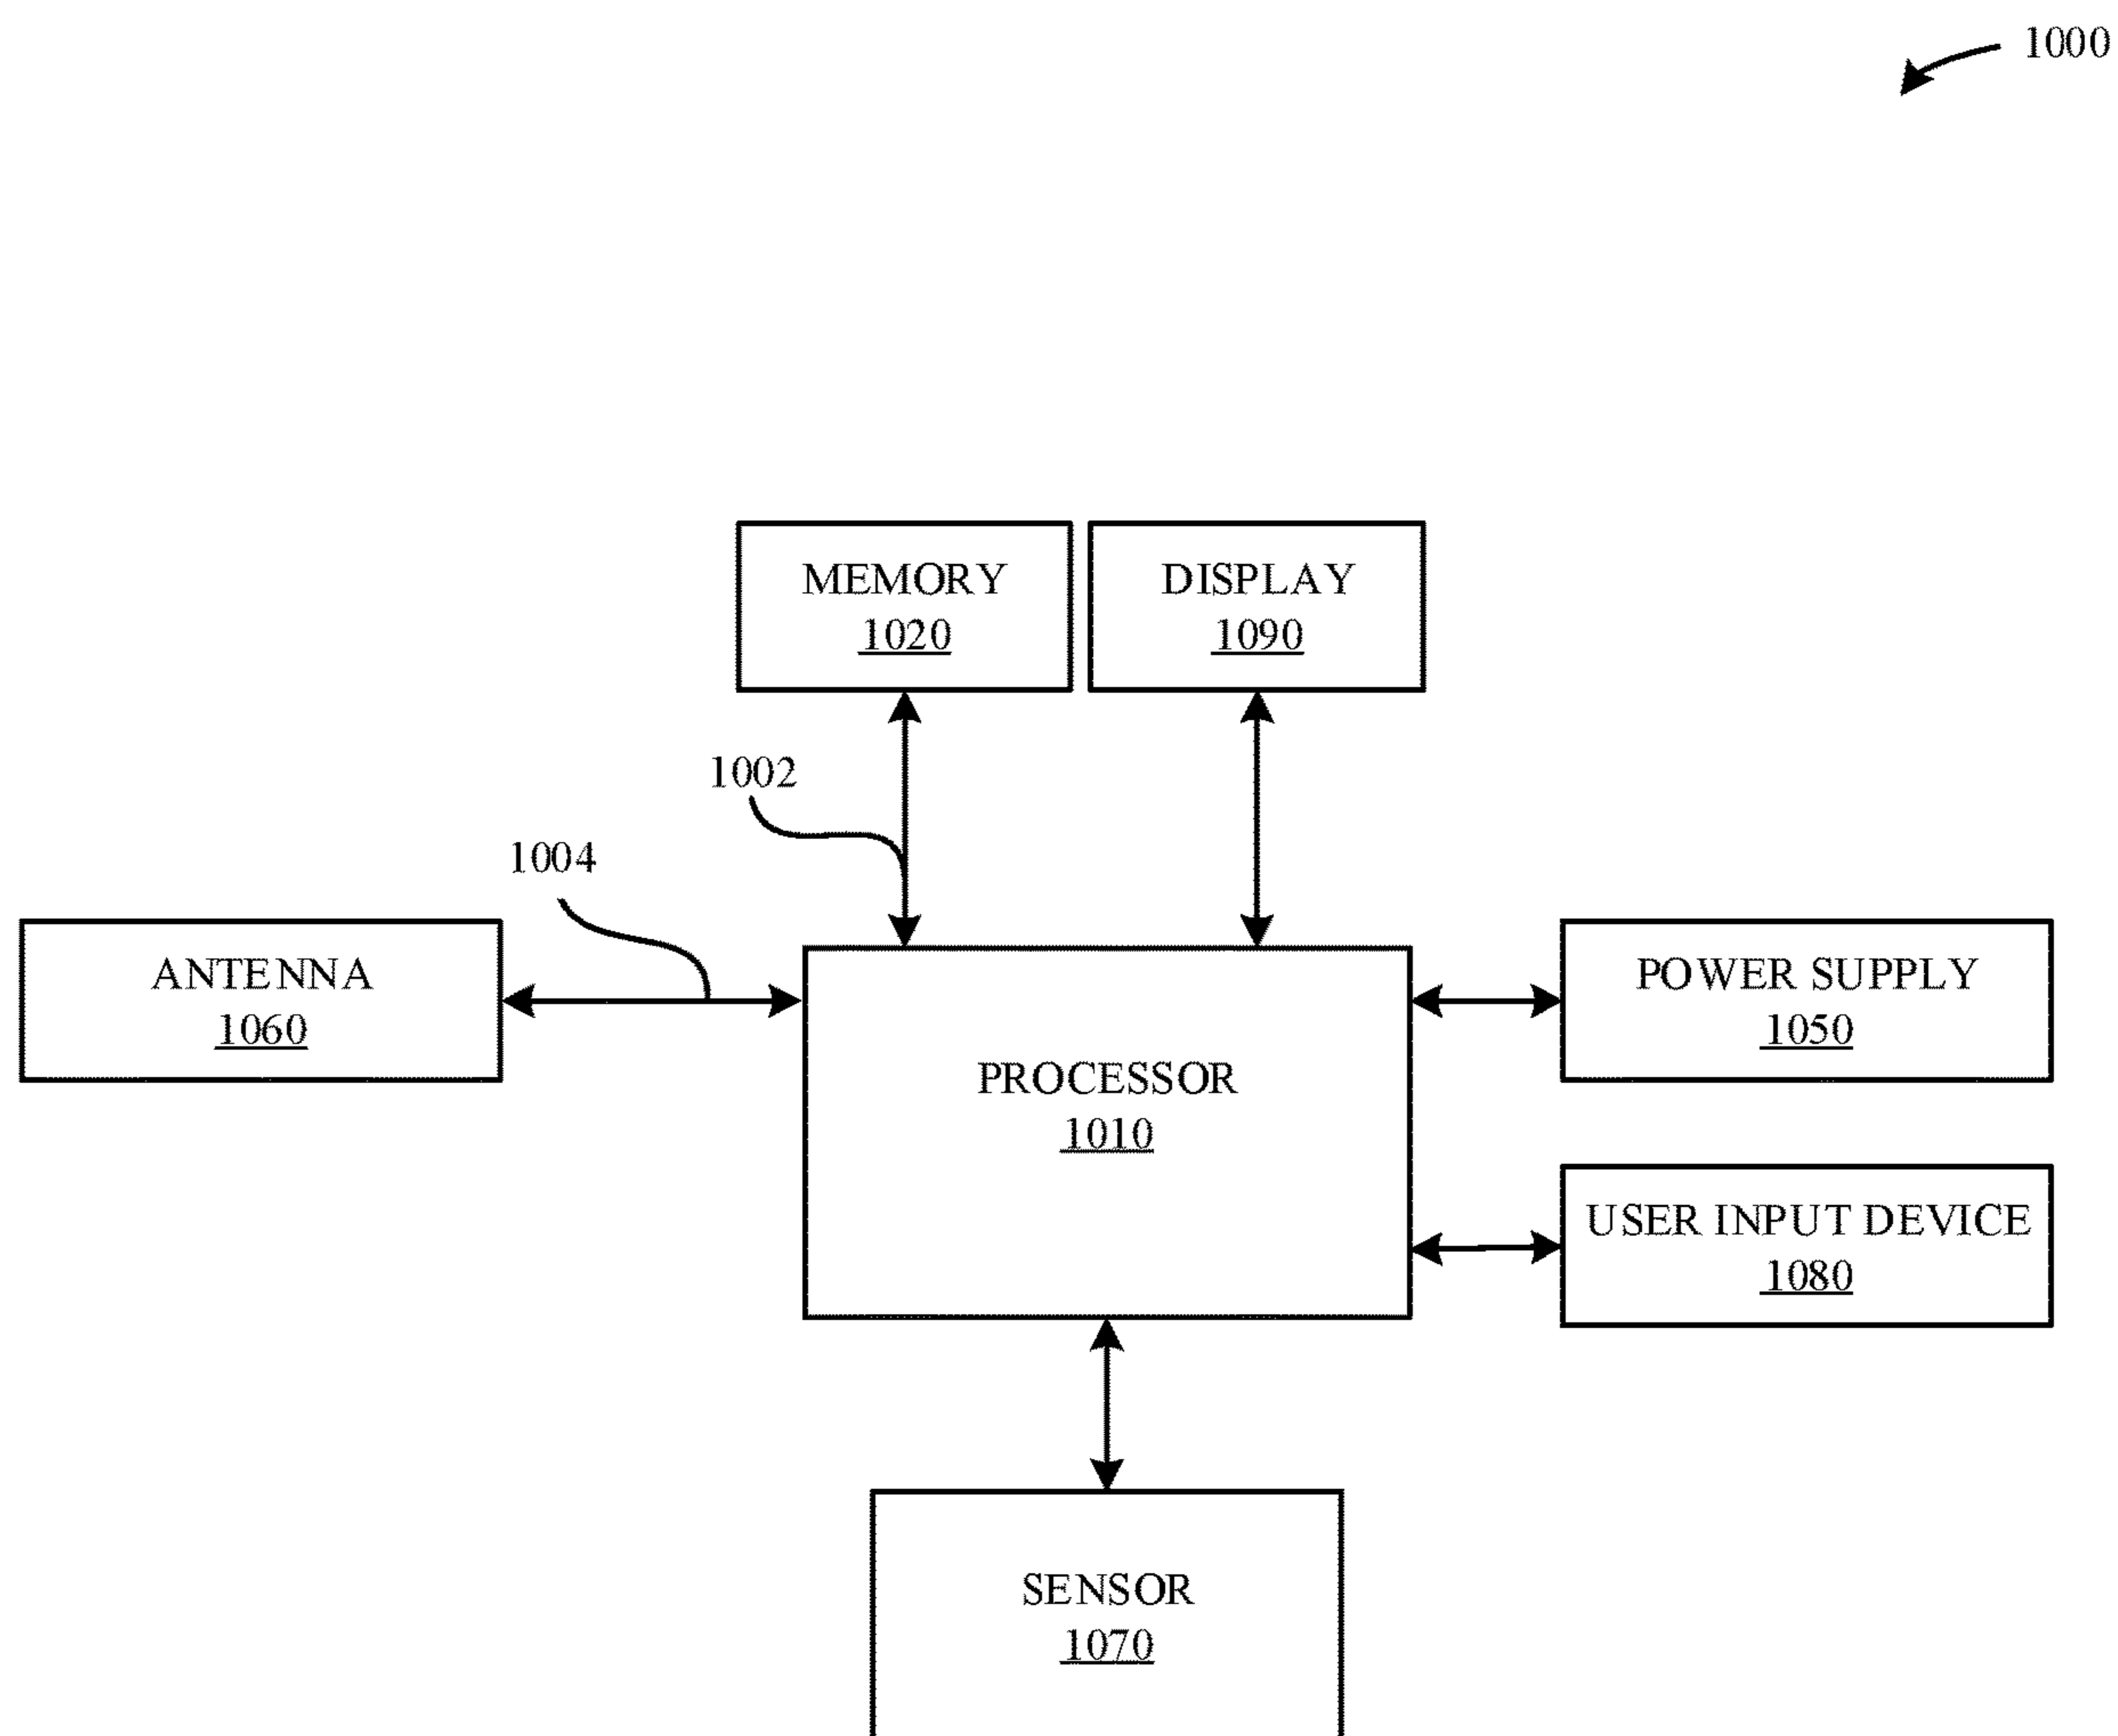 1000
MEMORY
1020
DISPLAY
1090
1002
1004
ANTENNA
1060
PROCESSOR
1010
POWER SUPPLY
1050
USER INPUT DEVICE
1080
SENSOR
1070